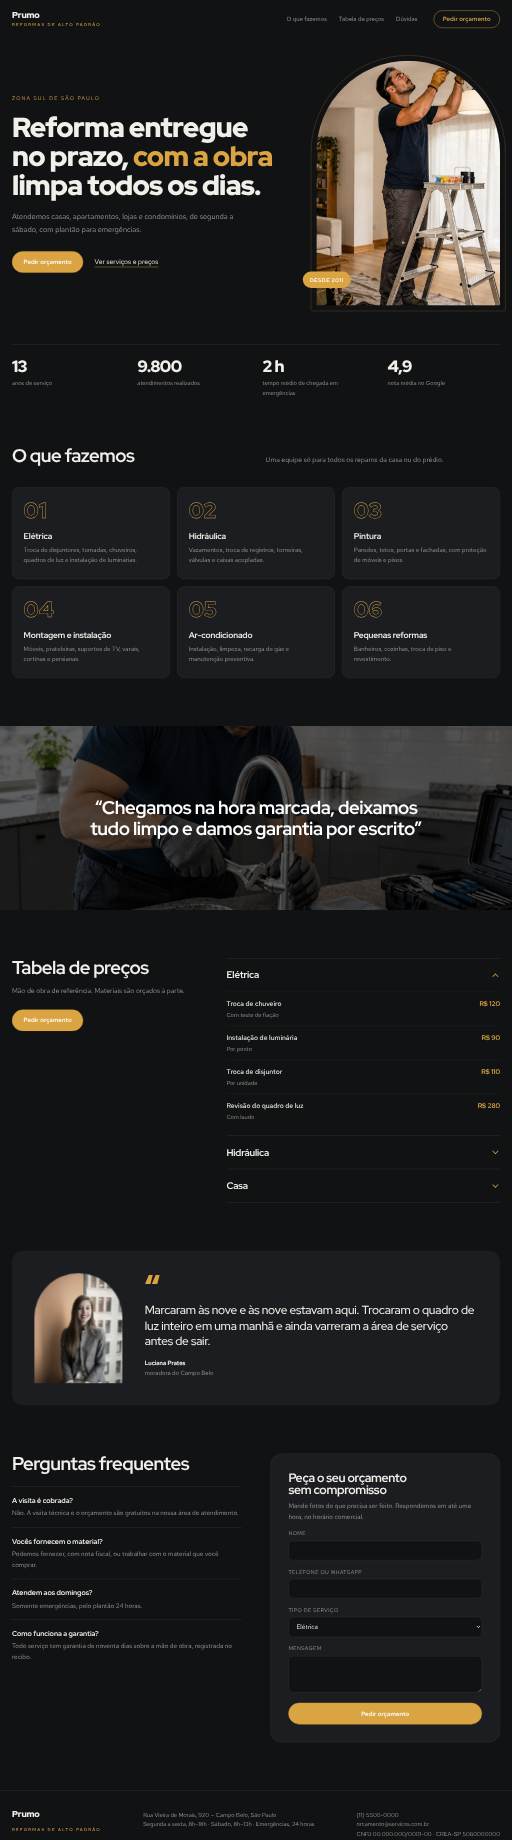 Prumo
REFORMAS DE ALTO PADRÃO
O que fazemos
Tabela de preços
Dúvidas
Pedir orçamento
ZONA SUL DE SÃO PAULO
Reforma entregue
no prazo, com a obra
limpa todos os dias.
Atendemos casas, apartamentos, lojas e condomínios, de segunda a
sábado, com plantão para emergências.
Pedir orçamento
Ver serviços e preços
DESDE 2011
13
anos de serviço
9.800
atendimentos realizados
2 h
tempo médio de chegada em
emergências
4,9
nota média no Google
O que fazemos
Uma equipe só para todos os reparos da casa ou do prédio.
01
Elétrica
Troca de disjuntores, tomadas, chuveiros,
quadros de luz e instalação de luminárias.
02
Hidráulica
Vazamentos, troca de registros, torneiras,
válvulas e caixas acopladas.
03
Pintura
Paredes, tetos, portas e fachadas, com proteção
de móveis e pisos.
04
Montagem e instalação
Móveis, prateleiras, suportes de TV, varais,
cortinas e persianas.
05
Ar-condicionado
Instalação, limpeza, recarga de gás e
manutenção preventiva.
06
Pequenas reformas
Banheiros, cozinhas, troca de piso e
revestimento.
“Chegamos na hora marcada, deixamos
tudo limpo e damos garantia por escrito”
Tabela de preços
Mão de obra de referência. Materiais são orçados à parte.
Pedir orçamento
Elétrica
Troca de chuveiro
R$ 120
Com teste de fiação
Instalação de luminária
R$ 90
Por ponto
Troca de disjuntor
R$ 110
Por unidade
Revisão do quadro de luz
R$ 280
Com laudo
Hidráulica
Casa
“
Marcaram às nove e às nove estavam aqui. Trocaram o quadro de
luz inteiro em uma manhã e ainda varreram a área de serviço
antes de sair.
Luciana Prates
moradora do Campo Belo
Perguntas frequentes
A visita é cobrada?
Não. A visita técnica e o orçamento são gratuitos na nossa área de atendimento.
Vocês fornecem o material?
Podemos fornecer, com nota fiscal, ou trabalhar com o material que você
comprar.
Atendem aos domingos?
Somente emergências, pelo plantão 24 horas.
Como funciona a garantia?
Todo serviço tem garantia de noventa dias sobre a mão de obra, registrada no
recibo.
Peça o seu orçamento
sem compromisso
Mande fotos do que precisa ser feito. Respondemos em até uma
hora, no horário comercial.
NOME
TELEFONE OU WHATSAPP
TIPO DE SERVIÇO
Elétrica
MENSAGEM
Pedir orçamento
Prumo
REFORMAS DE ALTO PADRÃO
Rua Vieira de Morais, 920 – Campo Belo, São Paulo
Segunda a sexta, 8h-18h · Sábado, 8h-13h · Emergências, 24 horas
(11) 5505-0000
CNPJ 00.000.000/0001-00 · CREA-SP 5060000000